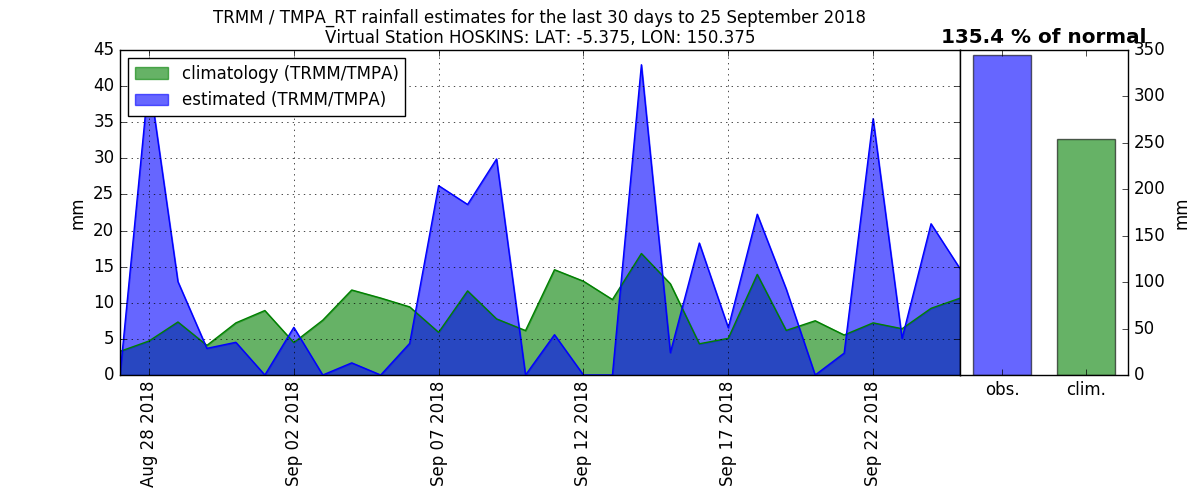 TRMM / TMPA_RT rainfall estimates for the last 30 days to 25 September 2018
Virtual Station HOSKINS: LAT: -5.375, LON: 150.375
135.4 % of normal
climatology (TRMM/TMPA)
estimated (TRMM/TMPA)
45
40
35
30
25
20
15
10
5
0
mm
Aug 28 2018
Sep 02 2018
Sep 07 2018
Sep 12 2018
Sep 17 2018
Sep 22 2018
obs.
clim.
350
300
250
200
150
100
50
0
mm